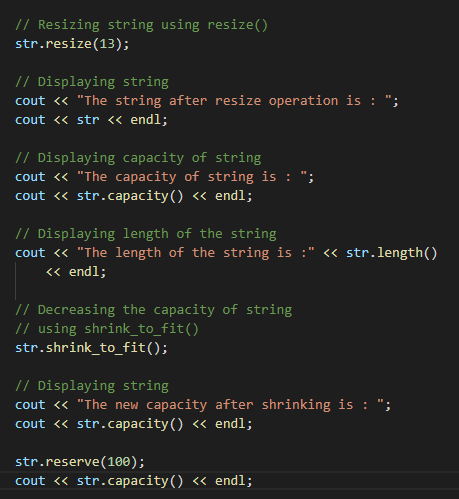 // Resizing string using resize()
str.resize(13);
// Displaying string
cout << "The string after resize operation is : ";
cout << str << endl;
// Displaying capacity of string
cout << "The capacity of string is : ";
cout << str.capacity() << endl;
// Displaying length of the string
cout << "The length of the string is :" << str.length()
<< endl;
// Decreasing the capacity of string
// using shrink_to_fit()
str.shrink_to_fit();
// Displaying string
cout << "The new capacity after shrinking is : ";
cout << str.capacity() << endl;
str.reserve(100);
cout << str.capacity() << endl;